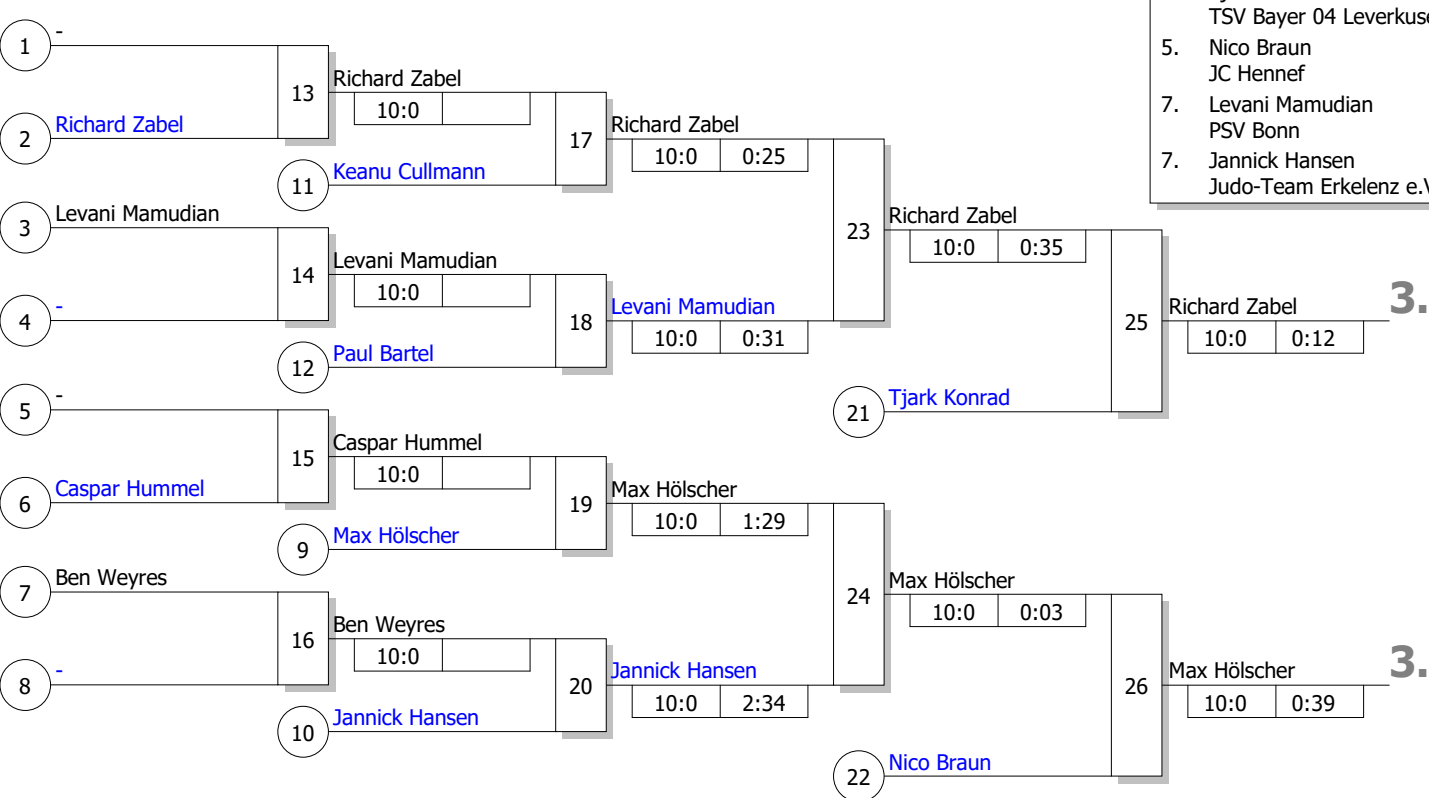 TSV Bayer 04
5. Nico Braun
JC Hennef
7. Levani Mamudian
PSV Bonn
7. Jannick Hansen
Judo-Team Erkelenz
1 -
13 Richard Zabel
10:0
2 Richard Zabel
17 Richard Zabel
10:0 0:25
11 Keanu Cullmann
3 Levani Mamudian
23 Richard Zabel
10:0 0:35
14 Levani Mamudian
10:0
4 -
18 Levani Mamudian
10:0 0:31
25 Richard Zabel 3.
10:0 0:12
12 Paul Bartel
5 -
21 Tjark Konrad
15 Caspar Hummel
10:0
6 Caspar Hummel
19 Max Hölscher
10:0 1:29
9 Max Hölscher
7 Ben Weyres
24 Max Hölscher
10:0 0:03
16 Ben Weyres
10:0
8 -
20 Jannick Hansen
10:0 2:34
26 Max Hölscher 3.
10:0 0:39
10 Jannick Hansen
22 Nico Braun